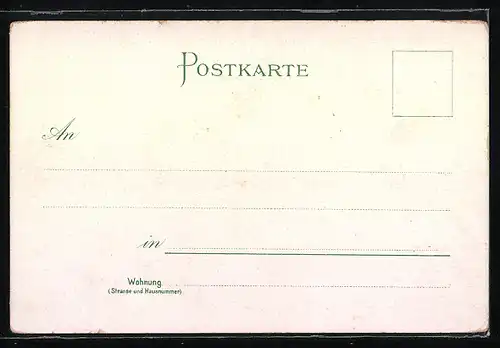 POSTKARTE
An
in
Wohnung
(Strasse und Hausnummer)